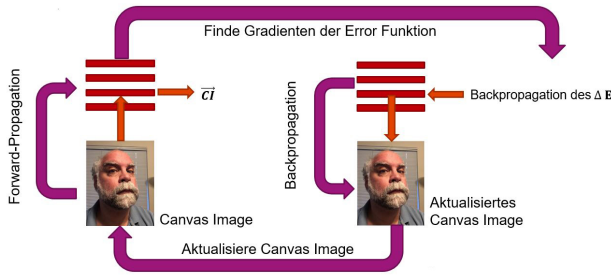 Finde Gradienten der Error Funktion
Forward-Propagation
CI
Backpropagation
Backpropagation des Δ E
Canvas Image
Aktualisiertes
Canvas Image
Aktualisiere Canvas Image